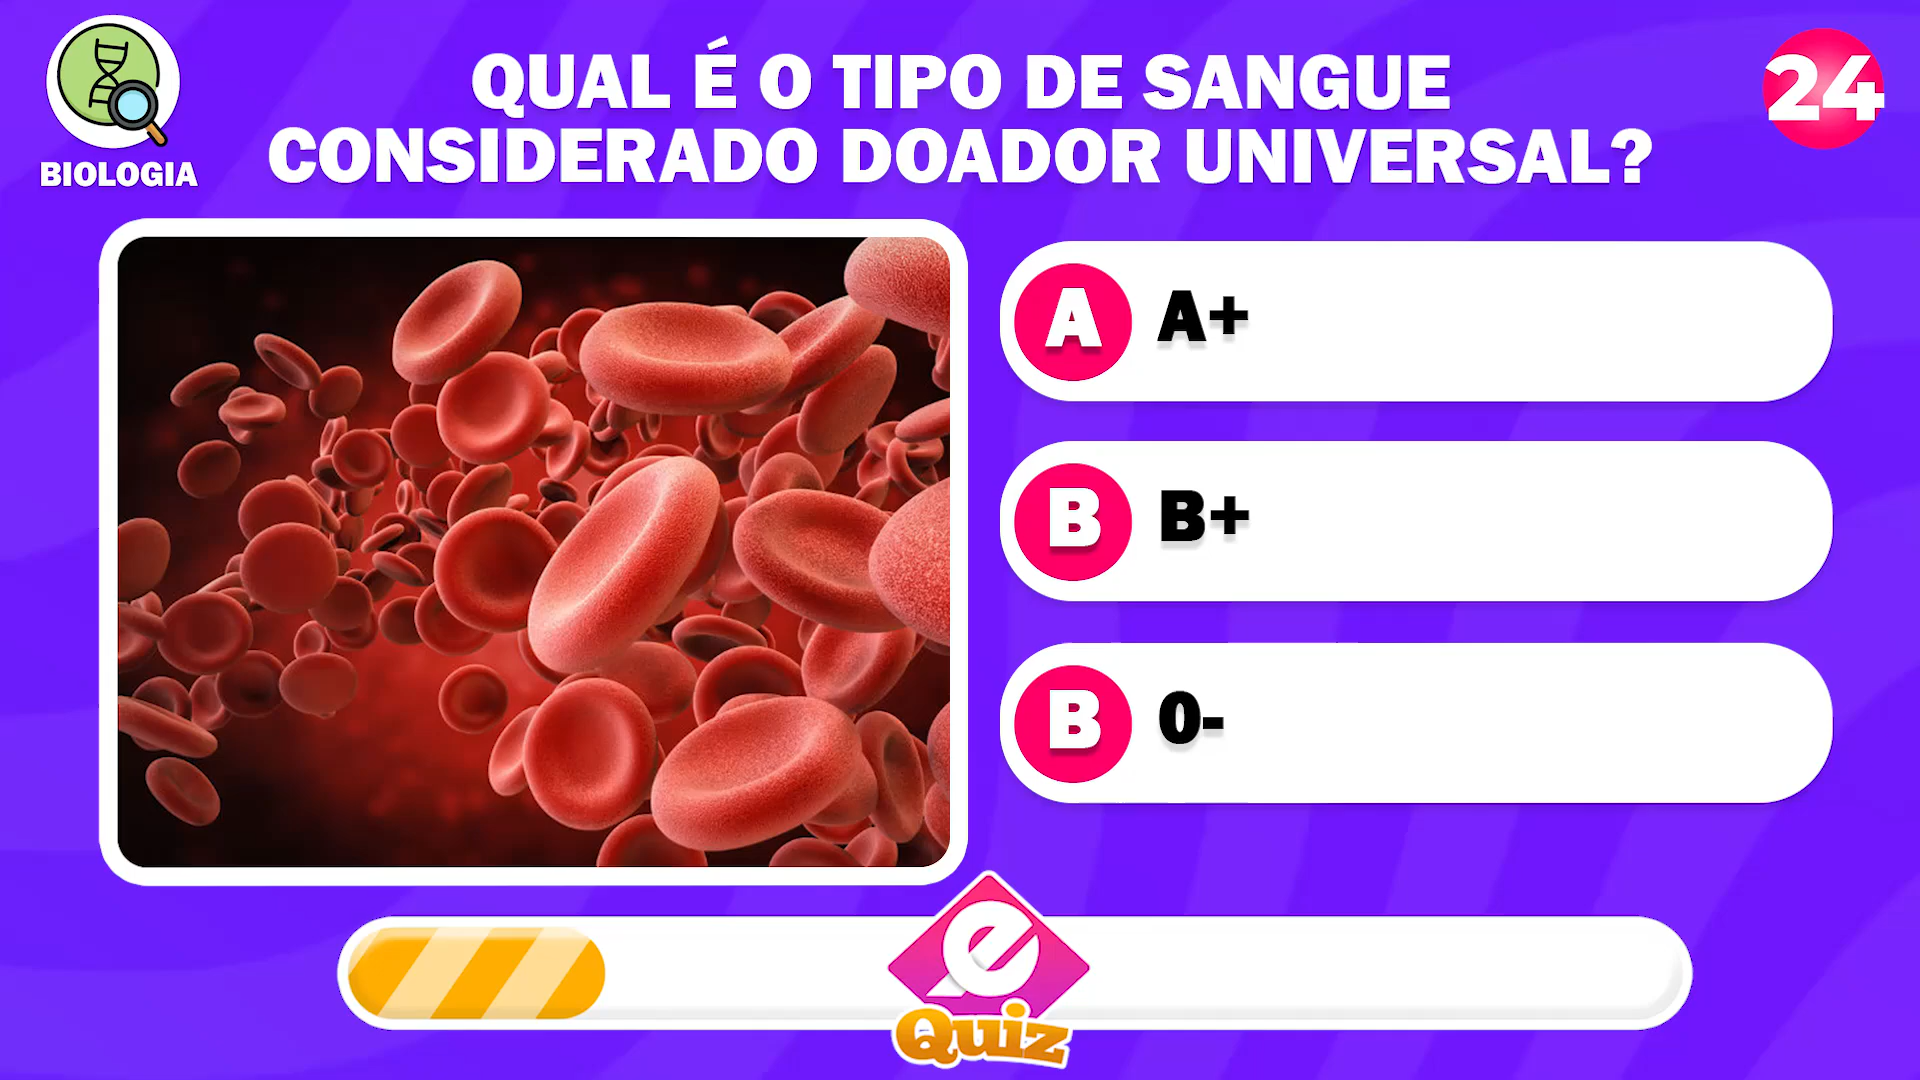 QUAL É O TIPO DE SANGUE
CONSIDERADO DOADOR UNIVERSAL?
24
BIOLOGIA
A A+
B B+
B 0-
e
Quiz